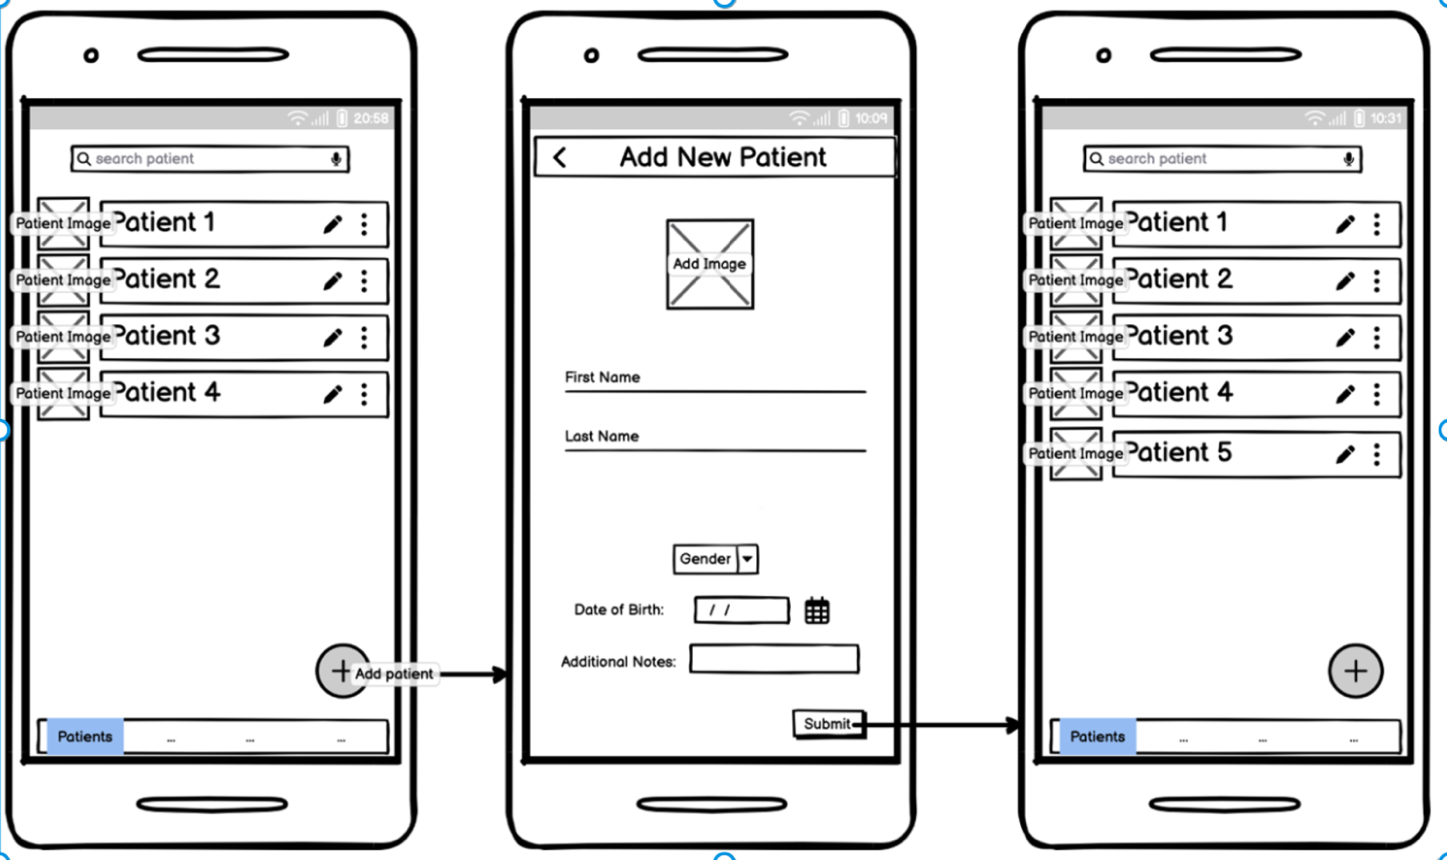 20:58
search patient
Patient Image Patient 1
Patient Image Patient 2
Patient Image Patient 3
Patient Image Patient 4
Add patient
Patients ... ... ...
10:09
Add New Patient
Add Image
First Name
Last Name
Gender
Date of Birth: / /
Additional Notes:
Submit
10:31
search patient
Patient Image Patient 1
Patient Image Patient 2
Patient Image Patient 3
Patient Image Patient 4
Patient Image Patient 5
Patients ... ... ...